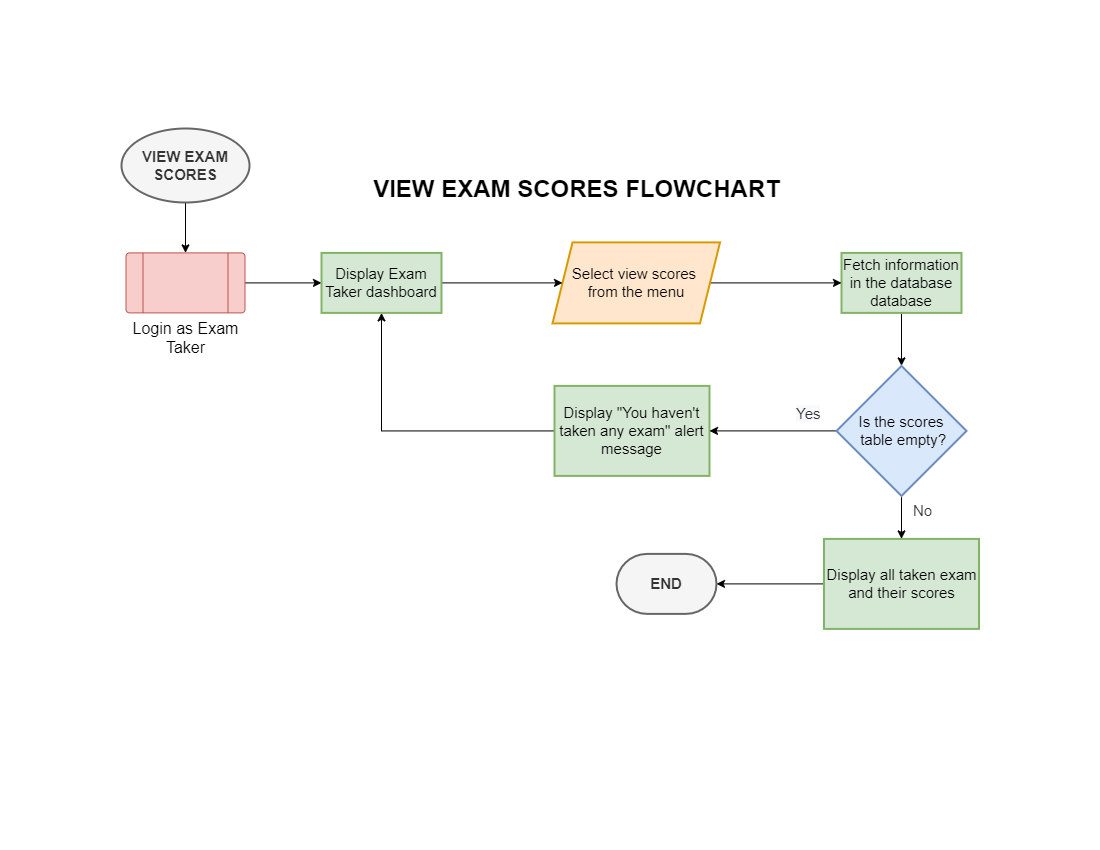 VIEW EXAM
SCORES
VIEW EXAM SCORES FLOWCHART
Login as Exam
Taker
Display Exam
Taker dashboard
Select view scores
from the menu
Fetch information
in the database
database
Is the scores
table empty?
Yes
Display "You haven't
taken any exam" alert
message
No
Display all taken exam
and their scores
END